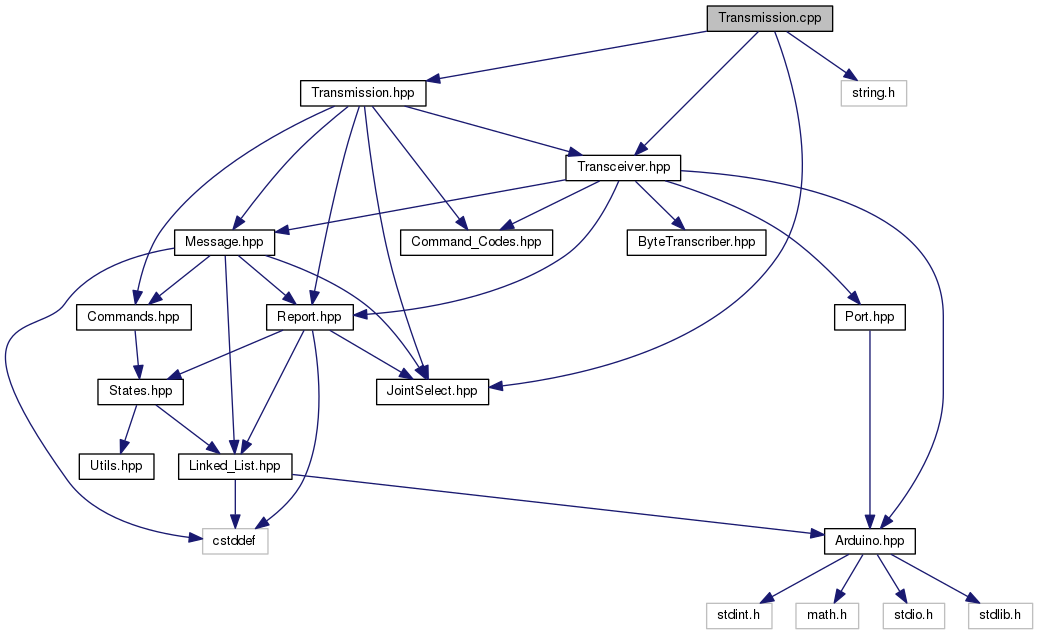 Transmission.cpp
Transmission.hpp
string.h
Transceiver.hpp
Message.hpp
Command_Codes.hpp
ByteTranscriber.hpp
Commands.hpp
Report.hpp
Port.hpp
States.hpp
JointSelect.hpp
Utils.hpp
Linked_List.hpp
cstddef
Arduino.hpp
stdint.h
math.h
stdio.h
stdlib.h